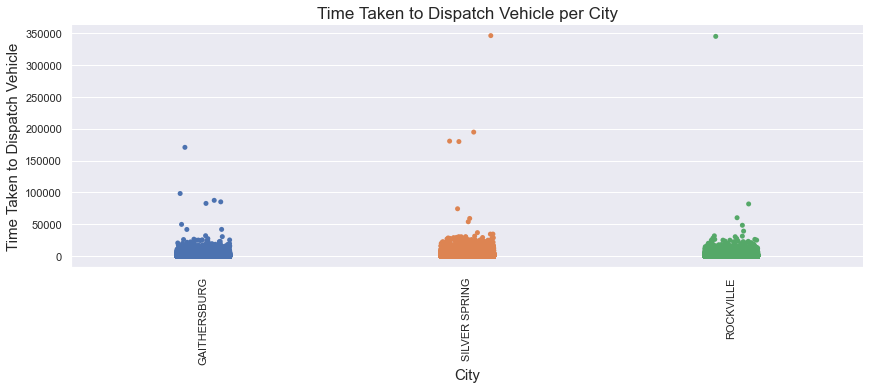 Time Taken to Dispatch Vehicle per City
Time Taken to Dispatch Vehicle
350000
300000
250000
200000
150000
100000
50000
0
GAITHERSBURG
SILVER SPRING
ROCKVILLE
City